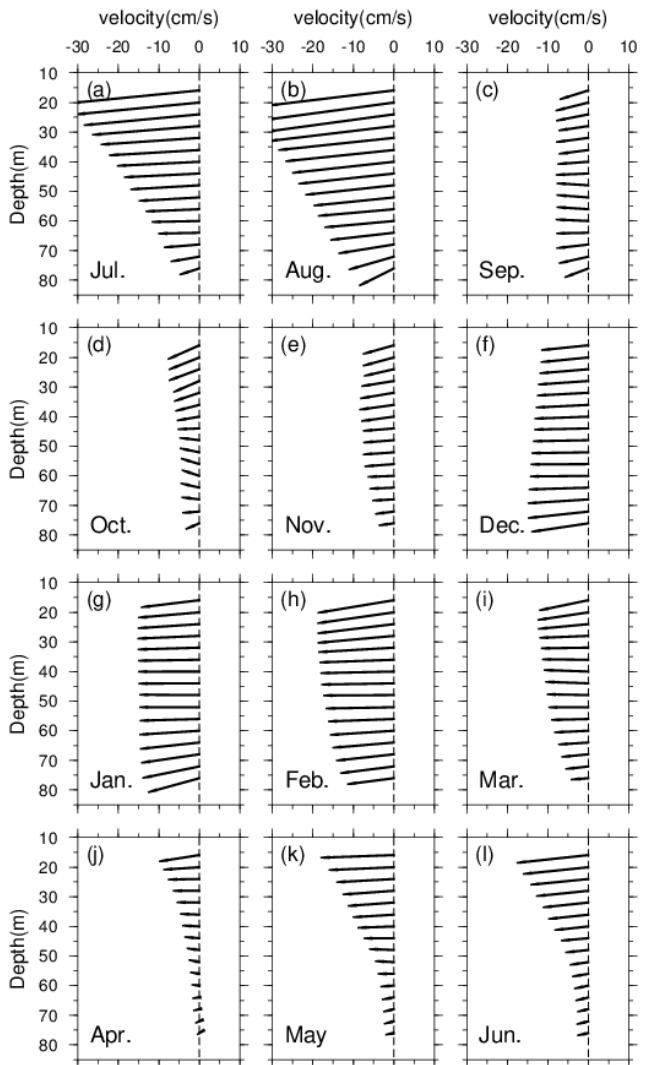 velocity(cm/s) velocity(cm/s) velocity(cm/s)
-30 -20 -10 0 10 -30 -20 -10 0 10 -30 -20 -10 0 10
Depth(m)
10
20
30
40
50
60
70
80
(a) (b) (c)
Jul. Aug. Sep.
Depth(m)
10
20
30
40
50
60
70
80
(d) (e) (f)
Oct. Nov. Dec.
Depth(m)
10
20
30
40
50
60
70
80
(g) (h) (i)
Jan. Feb. Mar.
Depth(m)
10
20
30
40
50
60
70
80
(j) (k) (l)
Apr. May Jun.